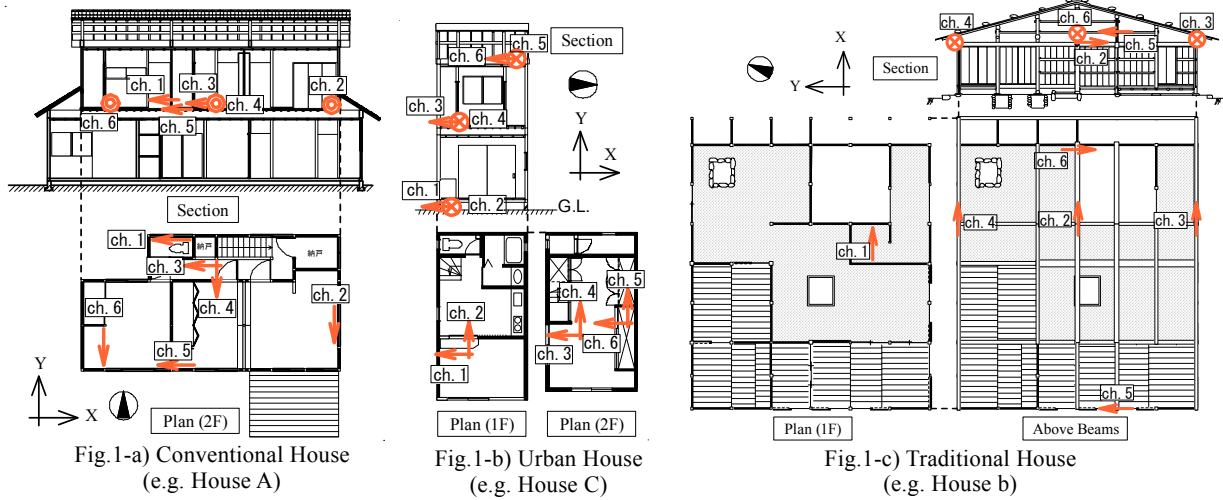 ch. 1
ch. 3
ch. 2
ch. 6
ch. 5
ch. 4
Section
ch. 1
納戸
納戸
ch. 3
ch. 4
ch. 2
ch. 6
ch. 5
Y
X
Plan (2F)
Fig.1-a) Conventional House
(e.g. House A)
ch. 5
Section
ch. 6
ch. 3
ch. 4
Y
X
ch. 1
ch. 2
G.L.
ch. 5
ch. 4
ch. 2
ch. 3
ch. 6
ch. 1
Plan (1F)
Plan (2F)
Fig.1-b) Urban House
(e.g. House C)
ch. 4
ch. 6
ch. 3
X
Y
ch. 5
ch. 2
Section
ch. 6
ch. 4
ch. 2
ch. 3
ch. 1
ch. 5
Plan (1F)
Above Beams
Fig.1-c) Traditional House
(e.g. House b)